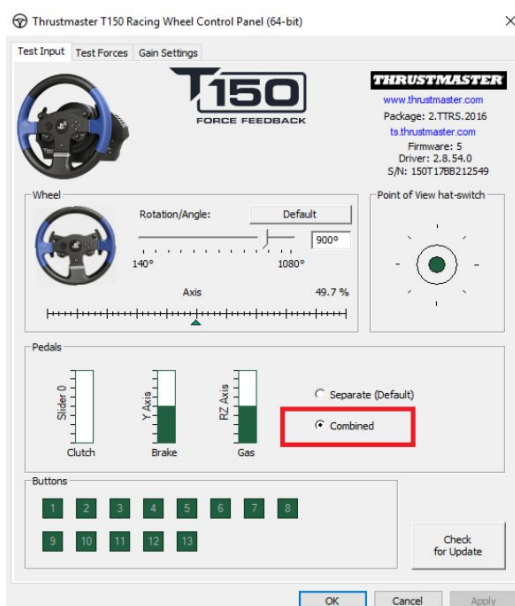 Thrustmaster T150 Racing Wheel Control Panel (64-bit)
Test Input Test Forces Gain Settings
T150
FORCE FEEDBACK
THRUSTMASTER
www.thrustmaster.com
Package: 2.TTRS.2016
ts.thrustmaster.com
Firmware: 5
Driver: 2.8.54.0
S/N: 150T17BB212549
Wheel
Rotation/Angle: Default
900°
140° 1080°
Axis 49.7 %
Point of View hat-switch
Pedals
Slider 0
Y Axis
RZ Axis
Clutch Brake Gas
Separate (Default)
Combined
Buttons
1 2 3 4 5 6 7 8
9 10 11 12 13
Check
for Update
OK Cancel Apply